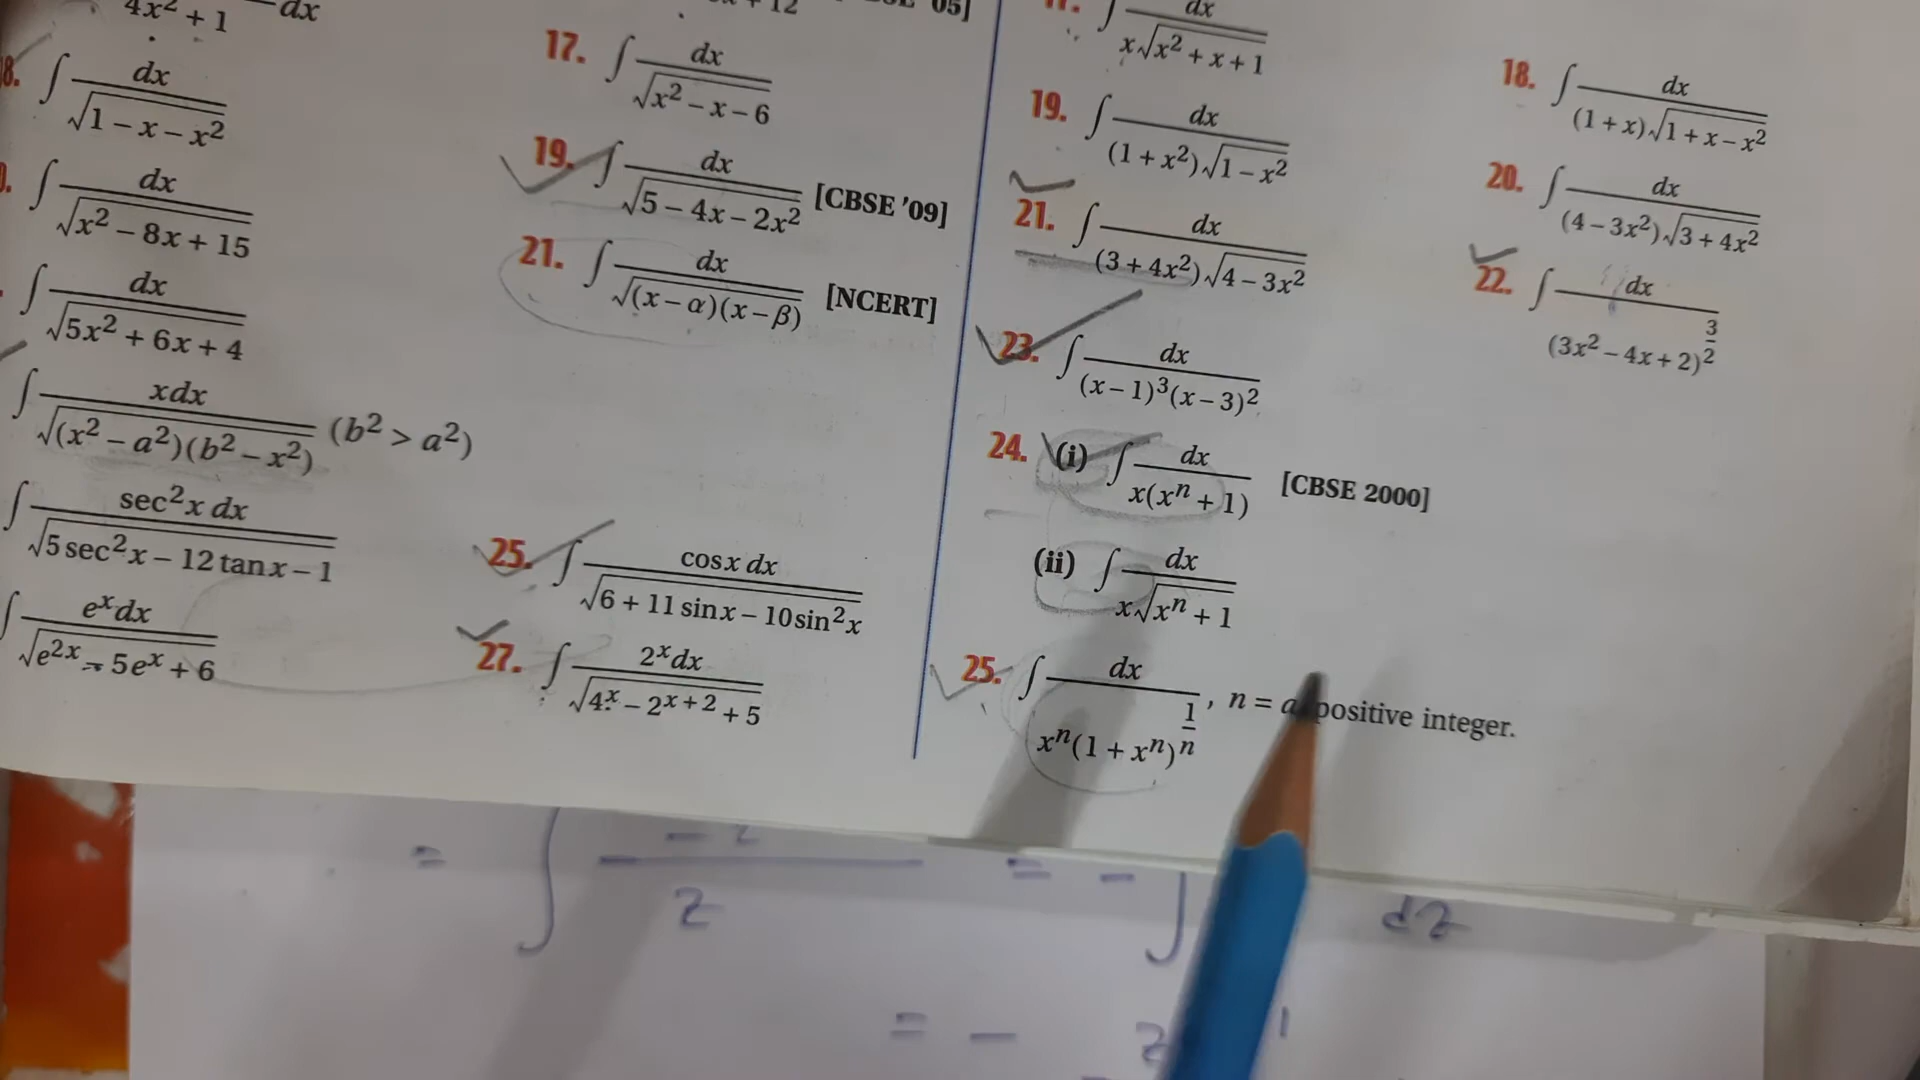 4x² + 1 dx
05]
8. ∫ dx / √(1 − x − x²)
∫ dx / √(x² − 8x + 15)
∫ dx / √(5x² + 6x + 4)
∫ x dx / √((x² − a²)(b² − x²)) (b² > a²)
∫ sec²x dx / √(5 sec²x − 12 tan x − 1)
∫ eˣdx / √(e²ˣ − 5eˣ + 6)
17. ∫ dx / √(x² − x − 6)
19. ∫ dx / √(5 − 4x − 2x²) [CBSE '09]
21. ∫ dx / √((x − α)(x − β)) [NCERT]
25. ∫ cos x dx / √(6 + 11 sin x − 10 sin²x)
27. ∫ 2ˣ dx / √(4ˣ − 2ˣ⁺² + 5)
∫ dx / x√(x² + x + 1)
18. ∫ dx / (1 + x)√(1 + x − x²)
19. ∫ dx / (1 + x²)√(1 − x²)
20. ∫ dx / (4 − 3x²)√(3 + 4x²)
21. ∫ dx / (3 + 4x²)√(4 − 3x²)
22. ∫ dx / (3x² − 4x + 2)^(3/2)
23. ∫ dx / (x − 1)³(x − 3)²
24. (i) ∫ dx / x(xⁿ + 1) [CBSE 2000]
(ii) ∫ dx / x√(xⁿ + 1)
25. ∫ dx / xⁿ(1 + xⁿ)^(1/n), n = a positive integer.
= ∫ − / z = − ∫ dz
= − z